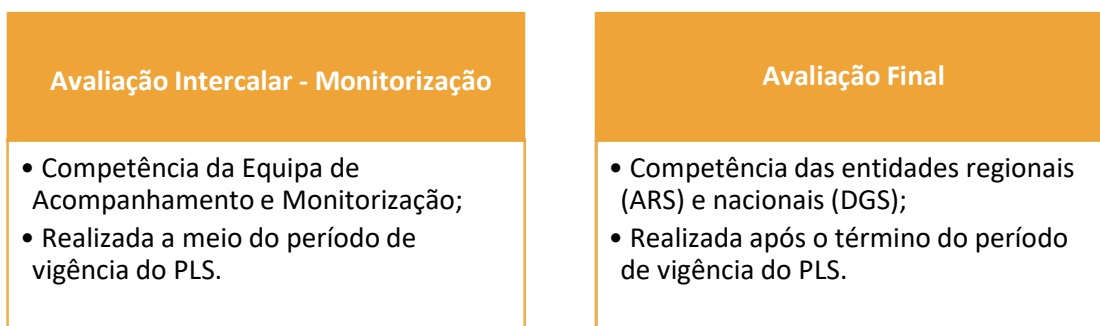 Avaliação Intercalar - Monitorização
• Competência da Equipa de
Acompanhamento e Monitorização;
• Realizada a meio do período de
vigência do PLS.
Avaliação Final
• Competência das entidades regionais
(ARS) e nacionais (DGS);
• Realizada após o término do período
de vigência do PLS.